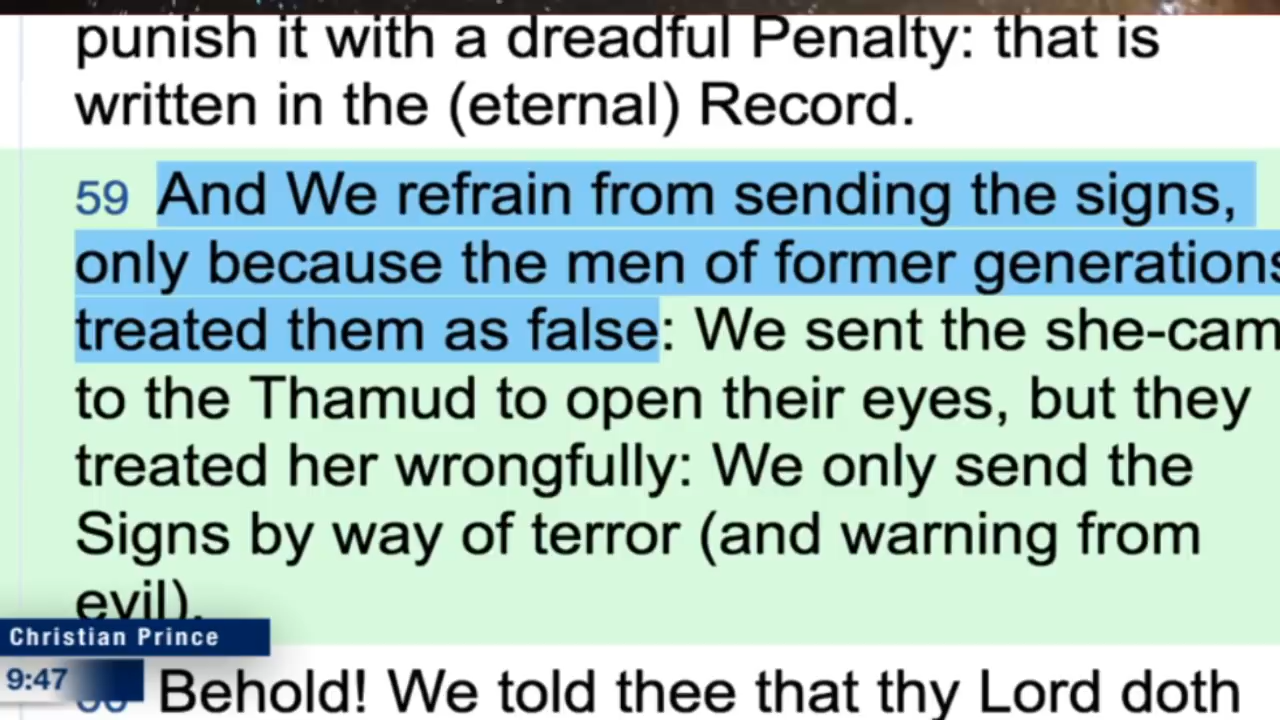 punish it with a dreadful Penalty: that is
written in the (eternal) Record.
59 And We refrain from sending the signs,
only because the men of former generations
treated them as false: We sent the she-cam
to the Thamud to open their eyes, but they
treated her wrongfully: We only send the
Signs by way of terror (and warning from
evil).
Christian Prince
9:47
Behold! We told thee that thy Lord doth